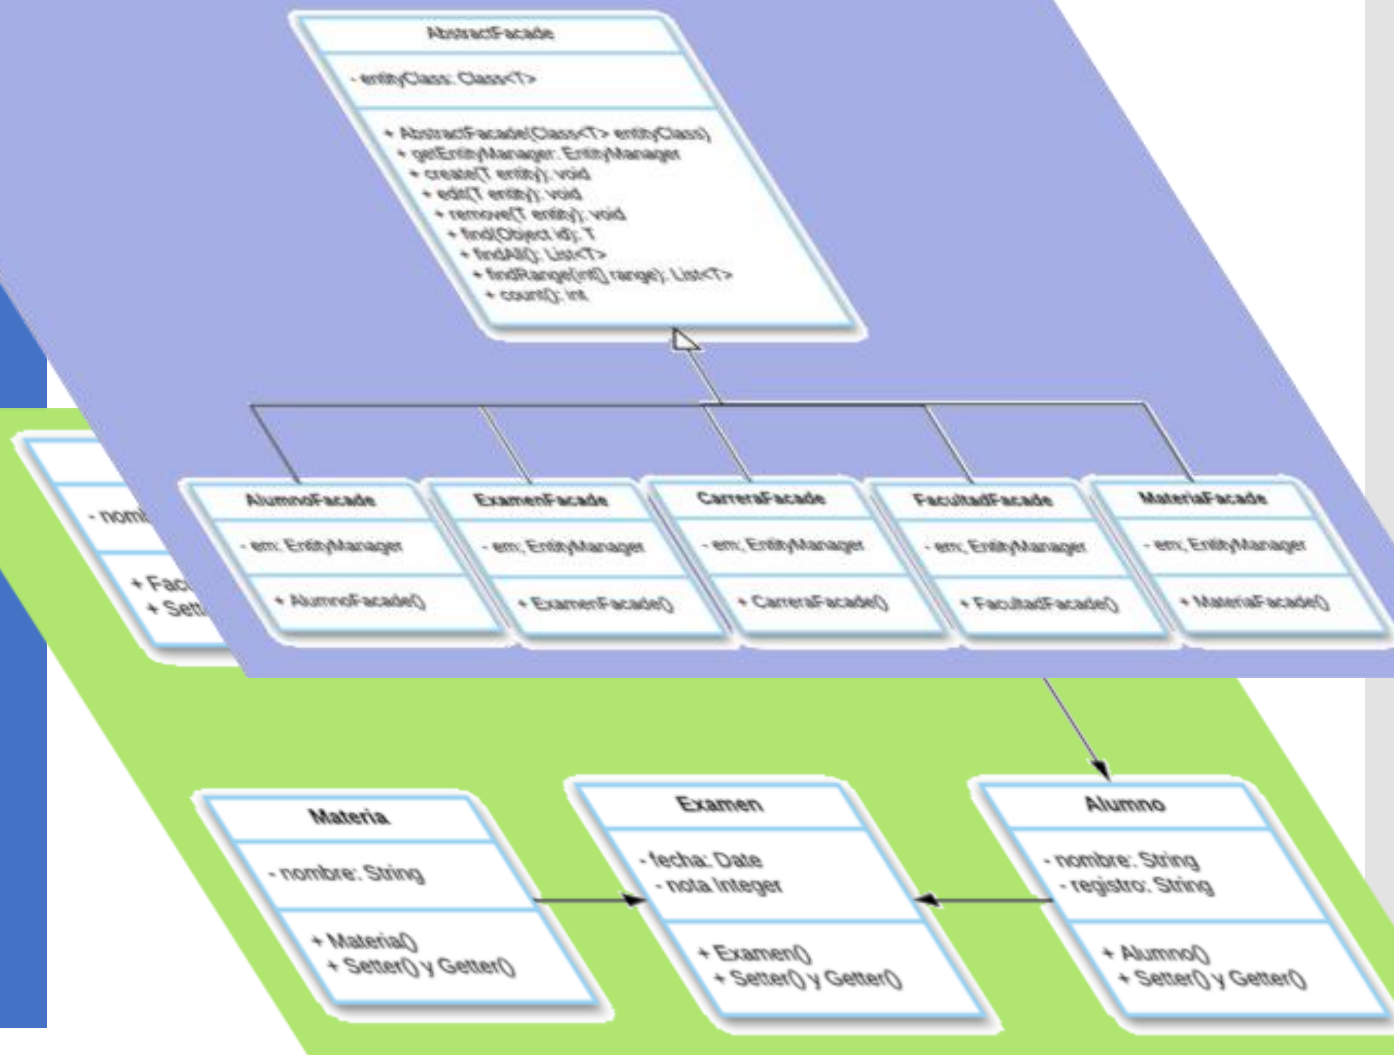 AbstractFacade
- entityClass: Class<T>
+ AbstractFacade(Class<T> entityClass)
+ getEntityManager: EntityManager
+ create(T entity): void
+ edit(T entity): void
+ remove(T entity): void
+ find(Object id): T
+ findAll(): List<T>
+ findRange(int[] range): List<T>
+ count(): int
AlumnoFacade
- em: EntityManager
+ AlumnoFacade()
ExamenFacade
- em; EntityManager
+ ExamenFacade()
CarreraFacade
- em; EntityManager
+ CarreraFacade()
FacultadFacade
- em; EntityManager
+ FacultadFacade()
MateriaFacade
- em; EntityManager
+ MateriaFacade()
- nom
+ Fac
+ Sett
Materia
- nombre: String
+ Materia()
+ Setter() y Getter()
Examen
- fecha: Date
- nota Integer
+ Examen()
+ Setter() y Getter()
Alumno
- nombre: String
- registro: String
+ Alumno()
+ Setter() y Getter()